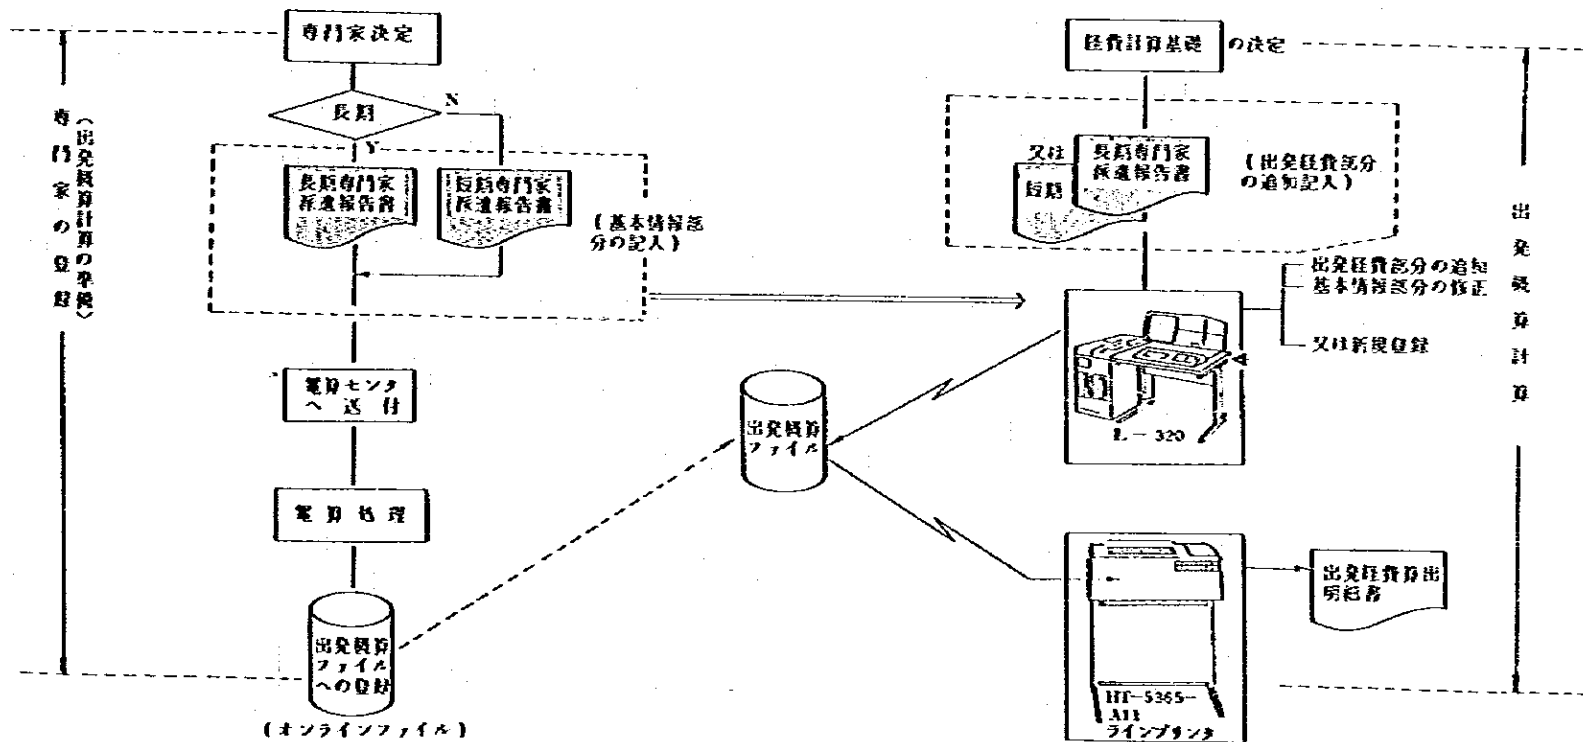 専門家決定
長期
N
Y
専門家の登録
(出発概算計算の準備)
長期専門家
派遣報告書
短期専門家
派遣報告書
(基本情報部
分の記入)
電算センタ
へ送付
電算処理
出発概算
ファイル
への登録
(オンラインファイル)
出発概算
ファイル
経費計算基礎 の決定
又は
短期
長期専門家
派遣報告書
(出発経費部分
の追加記入)
出発経費部分の追加
基本情報部分の修正
又は新規登録
L-320
出発概算計算
出発経費算出
明細書
HT-5365-
A11
ラインプリンタ